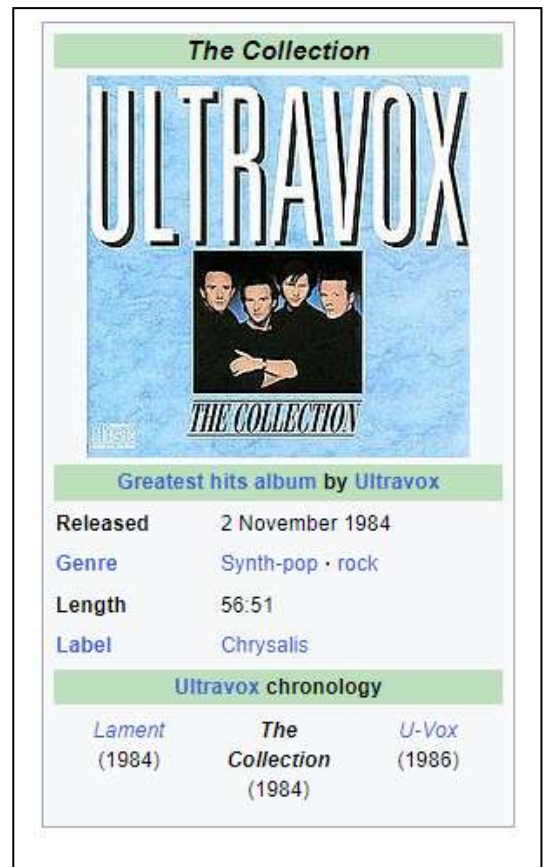 The Collection
ULTRAVOX
THE COLLECTION
Greatest hits album by Ultravox
Released 2 November 1984
Genre Synth-pop · rock
Length 56:51
Label Chrysalis
Ultravox chronology
Lament The U-Vox
(1984) Collection (1986)
(1984)